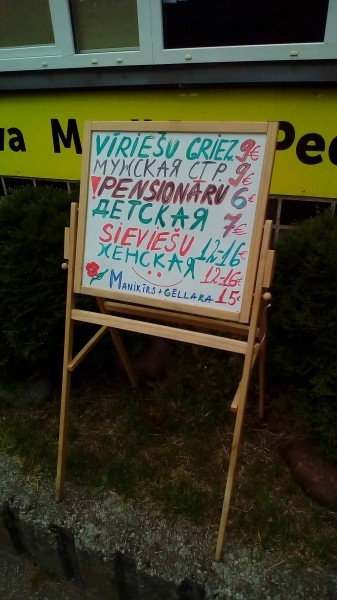 VĪRIEŠU GRIEZ. 9€
МУЖСКАЯ СТР. 9€
!PENSIONĀRU 6€
ДЕТСКАЯ 7€
SIEVIEŠU 12-16€
ЖЕНСКАЯ 12-16€
MANIKĪRS + GELLAKA 15€